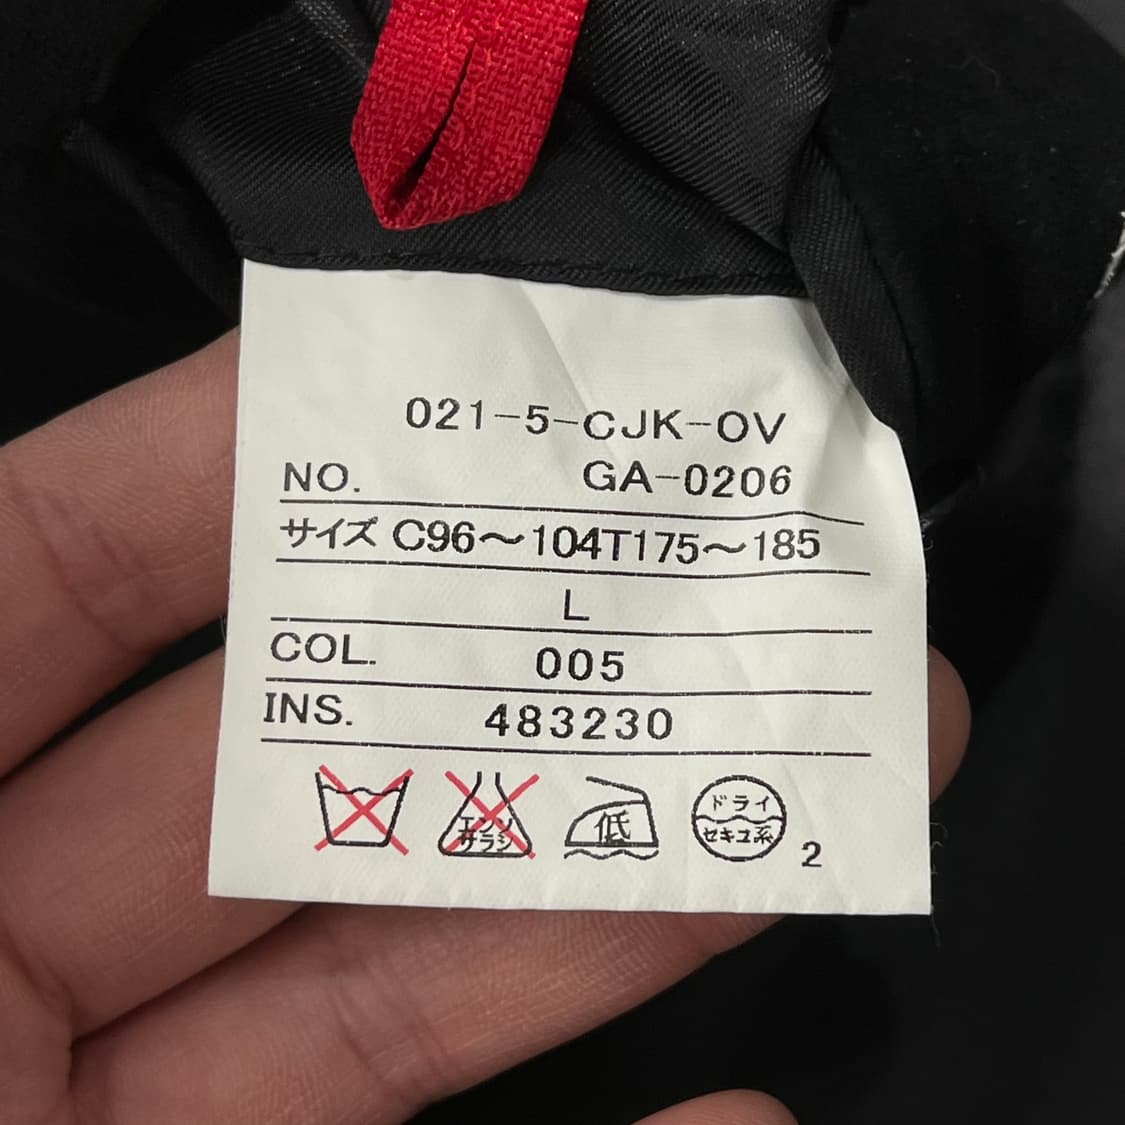 021-5-CJK-OV
NO. GA-0206
サイズ C96～104T175～185
L
COL. 005
INS. 483230
エンソ
サラシ
低
ドライ
セキユ系
2